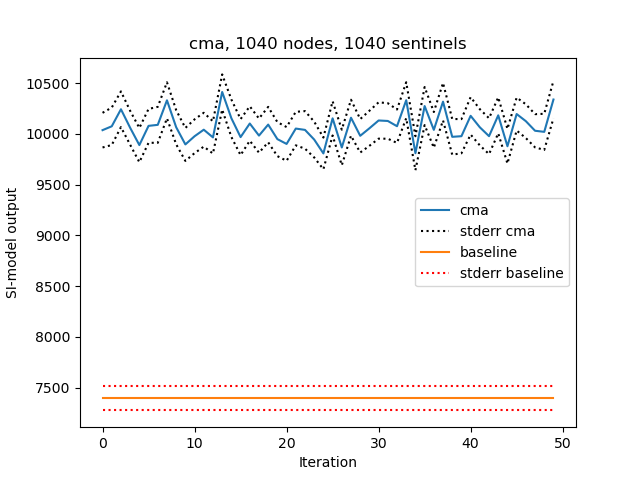 cma, 1040 nodes, 1040 sentinels
SI-model output
10500
10000
9500
9000
8500
8000
7500
cma
stderr cma
baseline
stderr baseline
0 10 20 30 40 50
Iteration